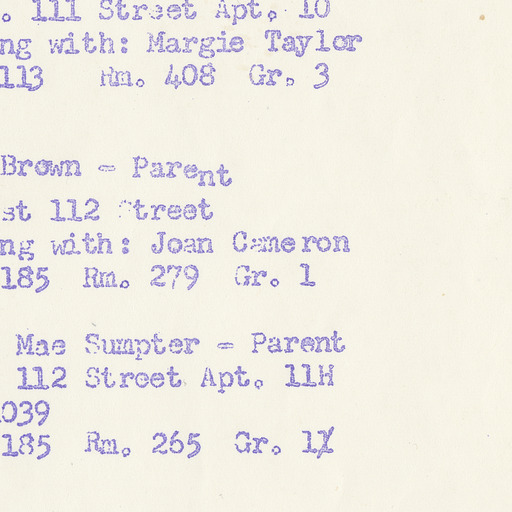 . 111 Street Apt. 10
ng with: Margie Taylor
113 Rm. 408 Gr. 3
Brown - Parent
st 112 Street
ng with: Joan Cameron
185 Rm. 279 Gr. 1
Mae Sumpter - Parent
112 Street Apt. 11H
039
185 Rm. 265 Gr. 1